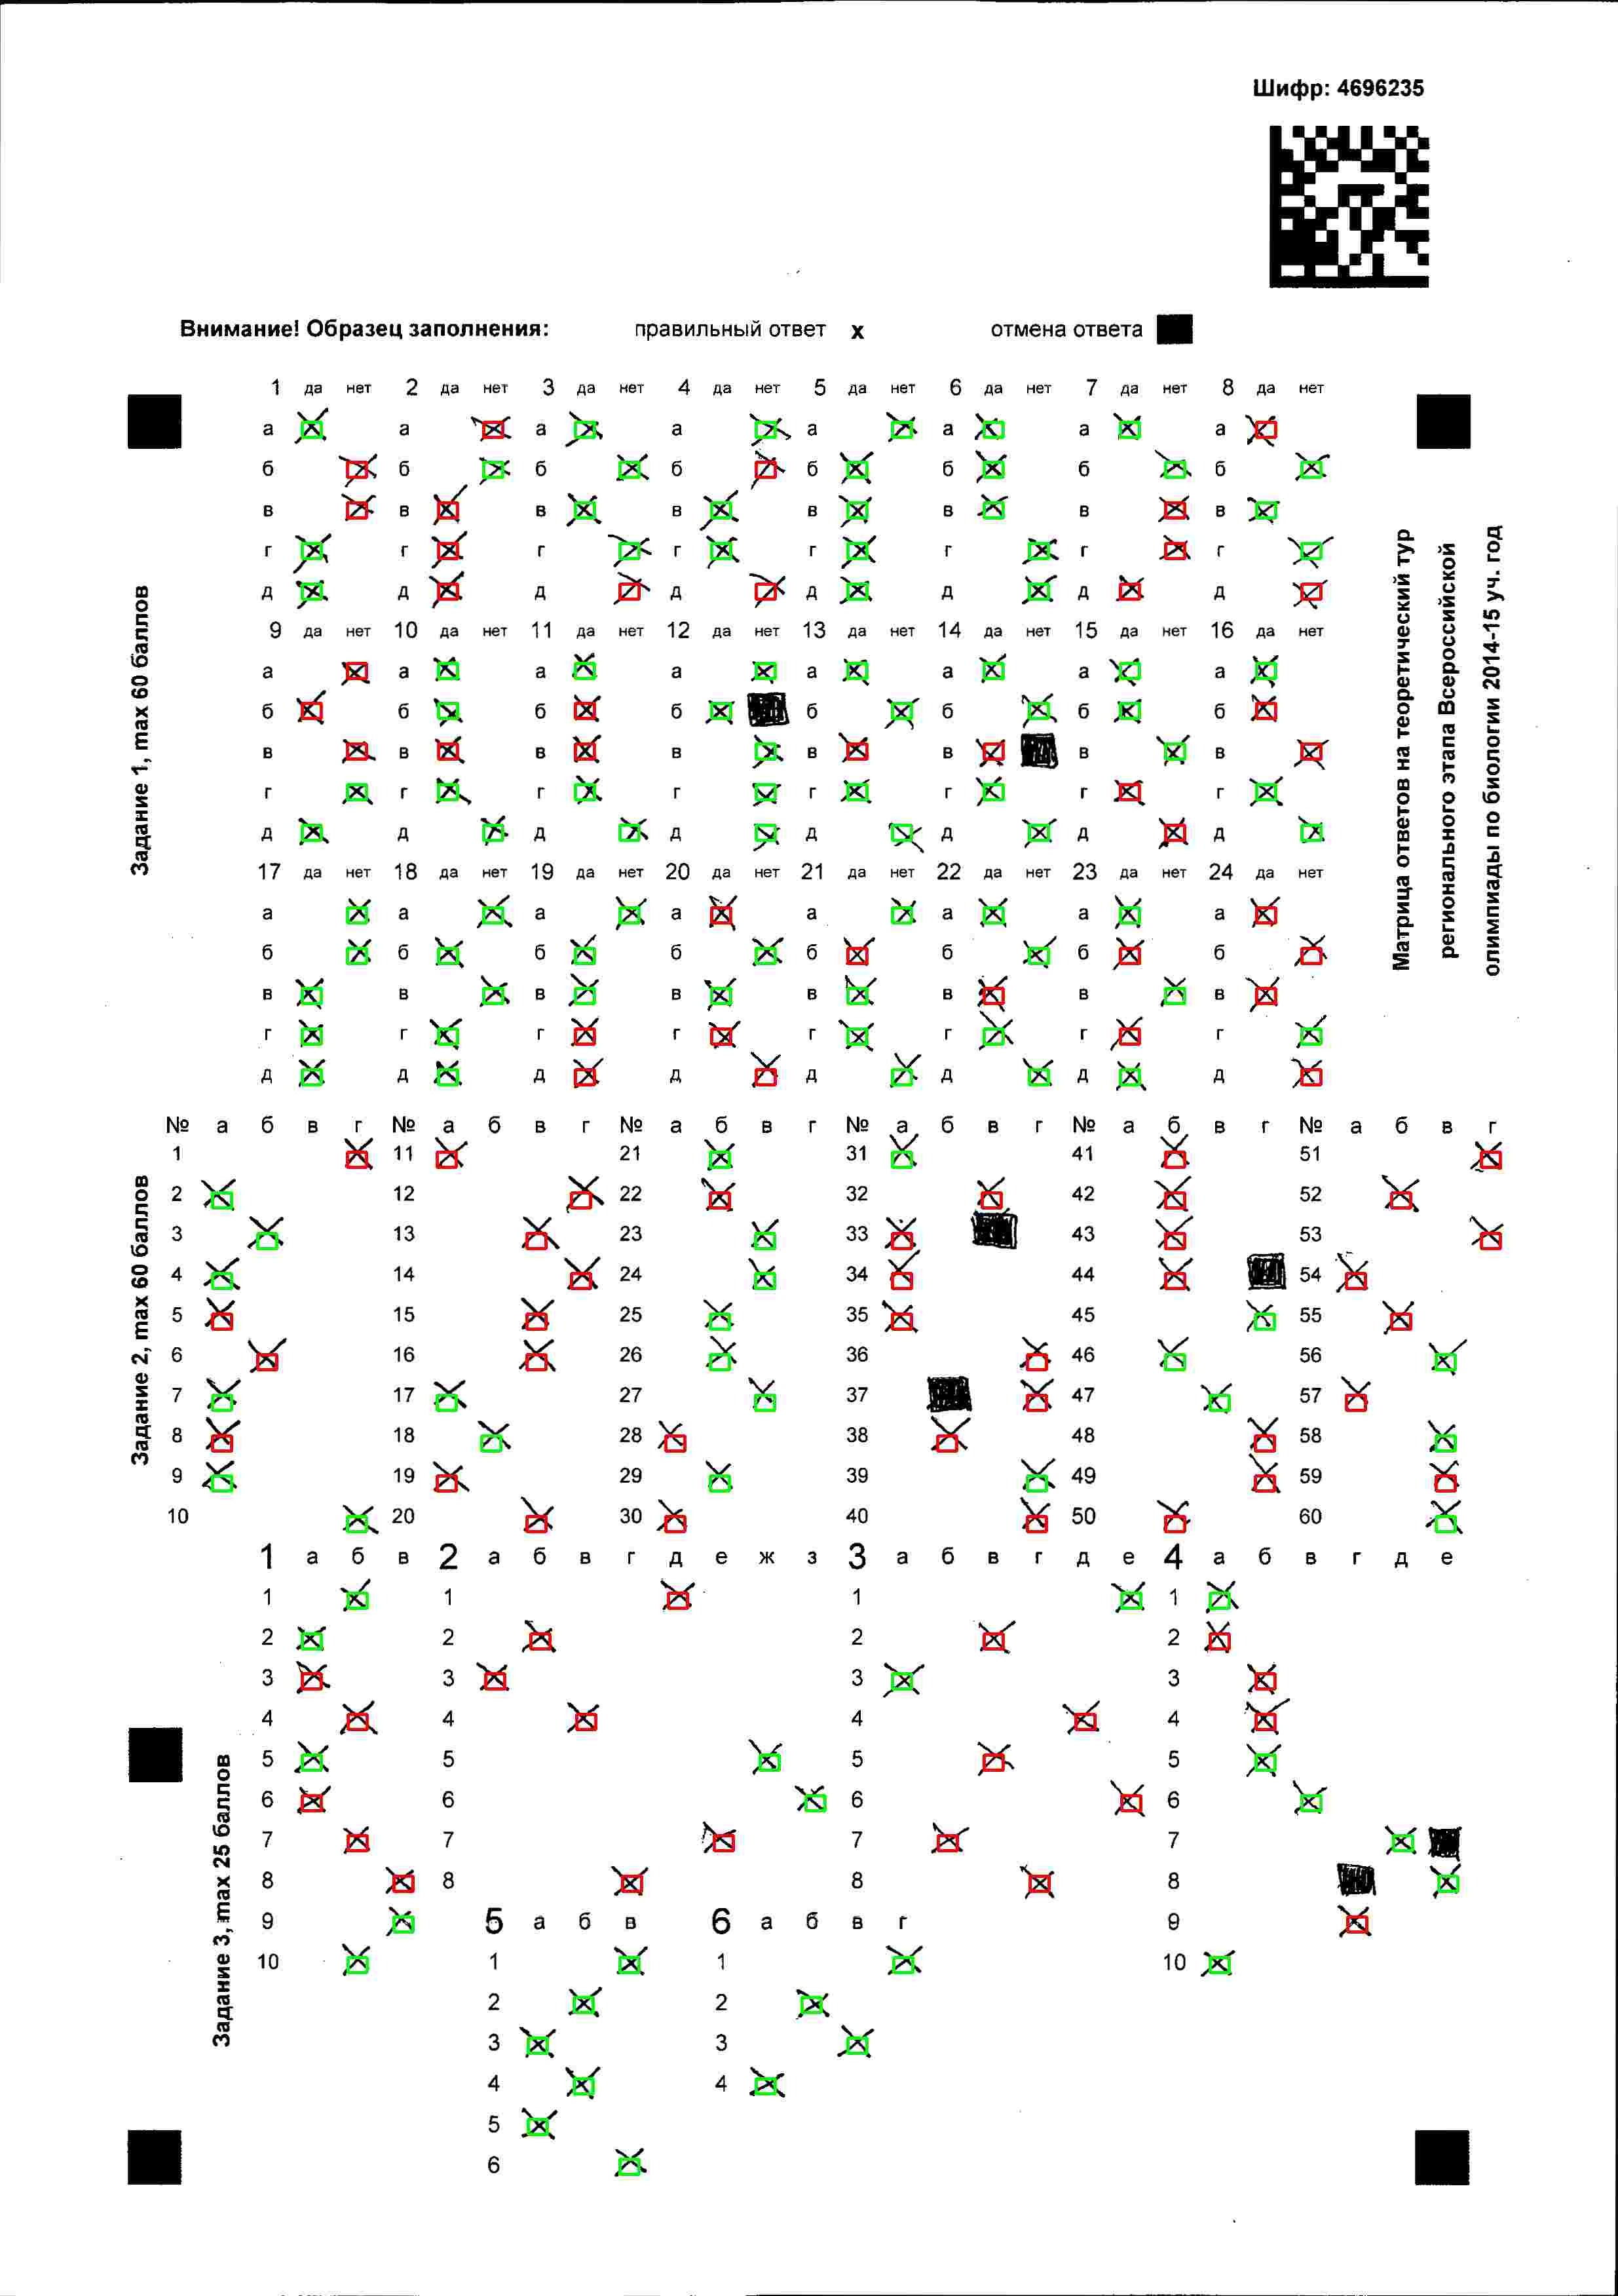 Шифр: 4696235
Внимание! Образец заполнения: правильный ответ х отмена ответа
Задание 1, max 60 баллов
1 да нет 2 да нет 3 да нет 4 да нет 5 да нет 6 да нет 7 да нет 8 да нет
а а а а а а а а
б б б б б б б б
в в в в в в в в
г г г г г г г г
д д д д д д д д
9 да нет 10 да нет 11 да нет 12 да нет 13 да нет 14 да нет 15 да нет 16 да нет
а а а а а а а а
б б б б б б б б
в в в в в в в в
г г г г г г г г
д д д д д д д д
17 да нет 18 да нет 19 да нет 20 да нет 21 да нет 22 да нет 23 да нет 24 да нет
а а а а а а а а
б б б б б б б б
в в в в в в в в
г г г г г г г г
д д д д д д д д
Матрица ответов на теоретический тур
регионального этапа Всероссийской
олимпиады по биологии 2014-15 уч. год
Задание 2, max 60 баллов
№ а б в г № а б в г № а б в г № а б в г № а б в г № а б в г
1 11 21 31 41 51
2 12 22 32 42 52
3 13 23 33 43 53
4 14 24 34 44 54
5 15 25 35 45 55
6 16 26 36 46 56
7 17 27 37 47 57
8 18 28 38 48 58
9 19 29 39 49 59
10 20 30 40 50 60
Задание 3, max 25 баллов
1 а б в 2 а б в г д е ж з 3 а б в г д е 4 а б в г д е
1 1 1 1
2 2 2 2
3 3 3 3
4 4 4 4
5 5 5 5
6 6 6 6
7 7 7 7
8 8 8 8
9 5 а б в 6 а б в г 9
10 1 1 10
2 2
3 3
4 4
5
6